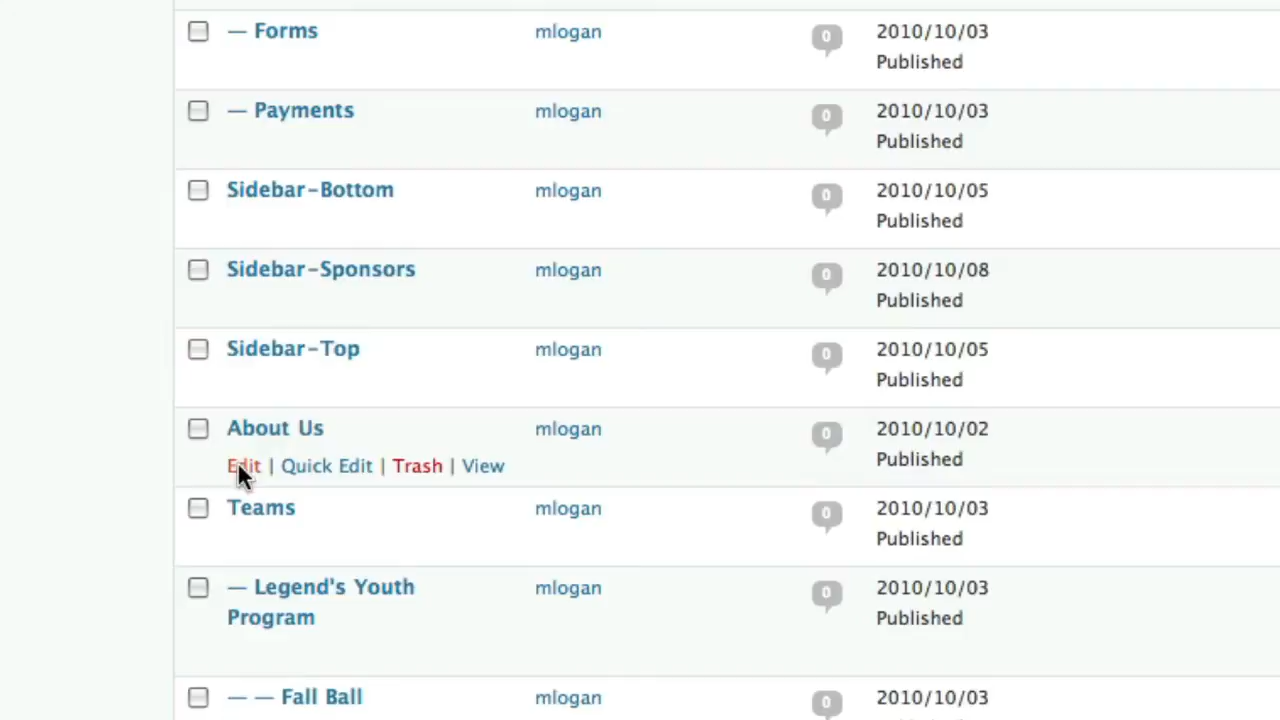 — Forms mlogan 0 2010/10/03
Published
— Payments mlogan 0 2010/10/03
Published
Sidebar-Bottom mlogan 0 2010/10/05
Published
Sidebar-Sponsors mlogan 0 2010/10/08
Published
Sidebar-Top mlogan 0 2010/10/05
Published
About Us mlogan 0 2010/10/02
Published
Edit | Quick Edit | Trash | View
Teams mlogan 0 2010/10/03
Published
— Legend's Youth mlogan 0 2010/10/03
Program Published
— — Fall Ball mlogan 0 2010/10/03